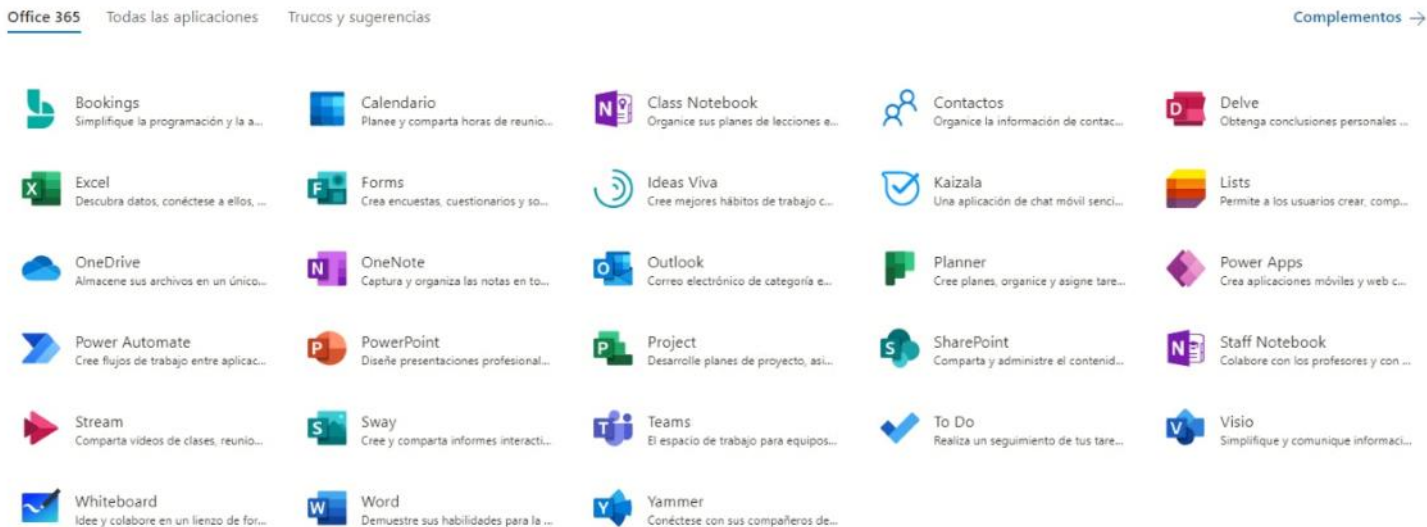 Office 365 Todas las aplicaciones Trucos y sugerencias Complementos →
Bookings
Simplifique la programación y la a...
Calendario
Planee y comparta horas de reunio...
Class Notebook
Organice sus planes de lecciones e...
Contactos
Organice la información de contac...
Delve
Obtenga conclusiones personales ...
Excel
Descubra datos, conéctese a ellos, ...
Forms
Crea encuestas, cuestionarios y so...
Ideas Viva
Cree mejores hábitos de trabajo c...
Kaizala
Una aplicación de chat móvil senci...
Lists
Permite a los usuarios crear, comp...
OneDrive
Almacene sus archivos en un único...
OneNote
Captura y organiza las notas en to...
Outlook
Correo electrónico de categoría e...
Planner
Cree planes, organice y asigne tare...
Power Apps
Crea aplicaciones móviles y web c...
Power Automate
Cree flujos de trabajo entre aplicac...
PowerPoint
Diseñe presentaciones profesional...
Project
Desarrolle planes de proyecto, asi...
SharePoint
Comparta y administre el contenid...
Staff Notebook
Colabore con los profesores y con ...
Stream
Comparta vídeos de clases, reunio...
Sway
Cree y comparta informes interacti...
Teams
El espacio de trabajo para equipos...
To Do
Realiza un seguimiento de tus tare...
Visio
Simplifique y comunique informaci...
Whiteboard
Idee y colabore en un lienzo de for...
Word
Demuestre sus habilidades para la ...
Yammer
Conéctese con sus compañeros de...